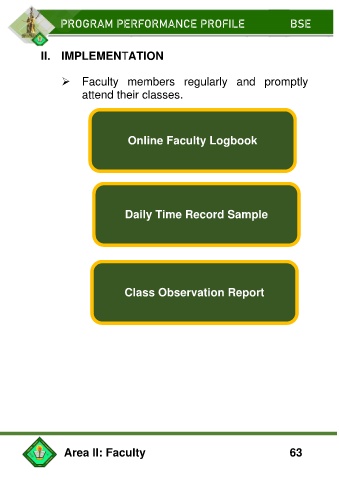 PROGRAM PERFORMANCE PROFILE BSE
II. IMPLEMENTATION
➢ Faculty members regularly and promptly
attend their classes.
Online Faculty Logbook
Daily Time Record Sample
Class Observation Report
Area II: Faculty 63